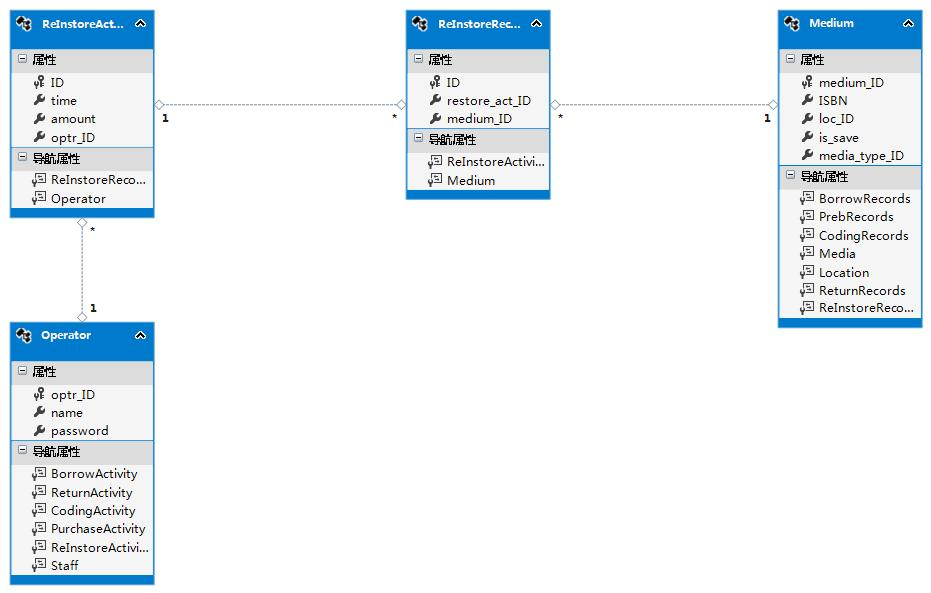 ReInstoreAct...
属性
ID
time
amount
optr_ID
导航属性
ReInstoreReco...
Operator
1
*
ReInstoreRec...
属性
ID
restore_act_ID
medium_ID
导航属性
ReInstoreActivi...
Medium
*
1
Medium
属性
medium_ID
ISBN
loc_ID
is_save
media_type_ID
导航属性
BorrowRecords
PrebRecords
CodingRecords
Media
Location
ReturnRecords
ReInstoreReco...
*
1
Operator
属性
optr_ID
name
password
导航属性
BorrowActivity
ReturnActivity
CodingActivity
PurchaseActivity
ReInstoreActivi...
Staff